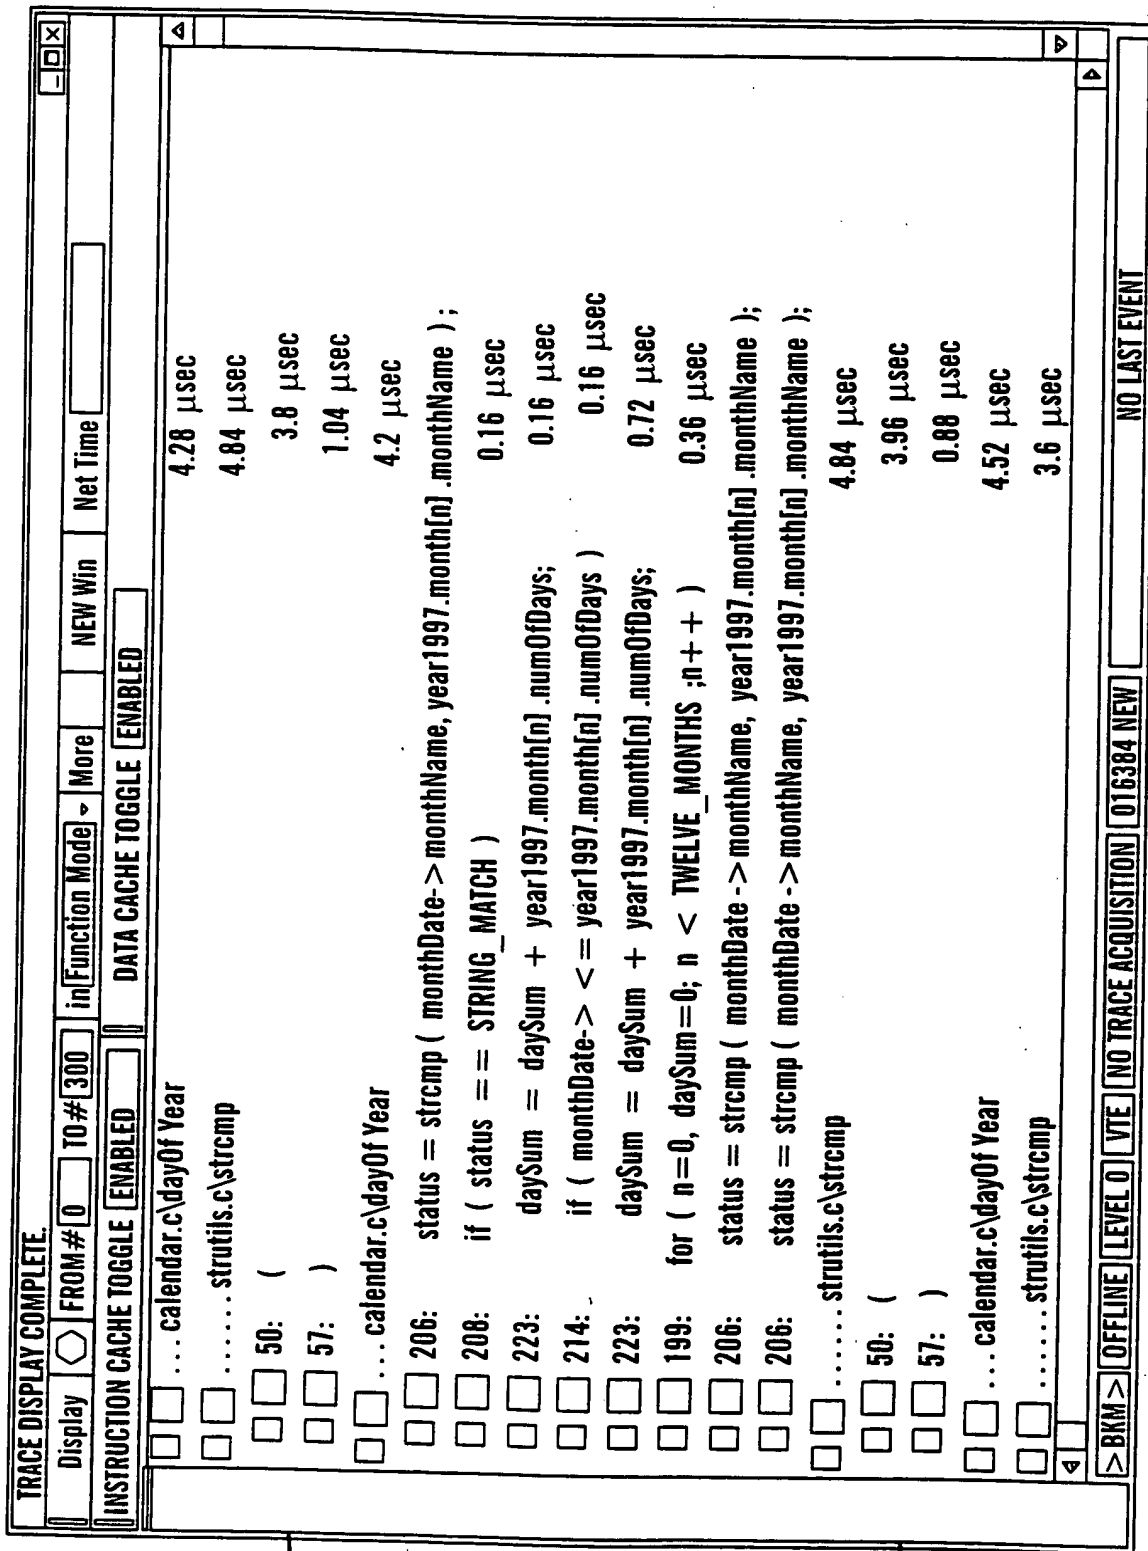 TRACE DISPLAY COMPLETE.
Display FROM# 0 TO# 300 in Function Model More NEW Win Net Time
INSTRUCTION CACHE TOGGLE ENABLED DATA CACHE TOGGLE ENABLED
... calendar.c\dayOf Year 4.28 μsec
...... strutils.c\strcmp 4.84 μsec
50: ( 3.8 μsec
57: ) 1.04 μsec
... calendar.c\dayOf Year 4.2 μsec
206: status = strcmp ( monthDate->monthName, year1997.month[n] .monthName );
208: if ( status == STRING_MATCH ) 0.16 μsec
223: daySum = daySum + year1997.month[n] .numOfDays; 0.16 μsec
214: if ( monthDate-> <= year1997.month[n] .numOfDays ) 0.16 μsec
223: daySum = daySum + year1997.month[n] .numOfDays; 0.72 μsec
199: for ( n=0, daySum=0; n < TWELVE_MONTHS ;n++ ) 0.36 μsec
206: status = strcmp ( monthDate ->monthName, year1997.month[n] .monthName );
206: status = strcmp ( monthDate ->monthName, year1997.month[n] .monthName );
...... strutils.c\strcmp 4.84 μsec
50: ( 3.96 μsec
57: ) 0.88 μsec
... calendar.c\dayOf Year 4.52 μsec
...... strutils.c\strcmp 3.6 μsec
>BKM> OFFLINE LEVEL 0 VTE NO TRACE ACQUISITION 016384 NEW NO LAST EVENT